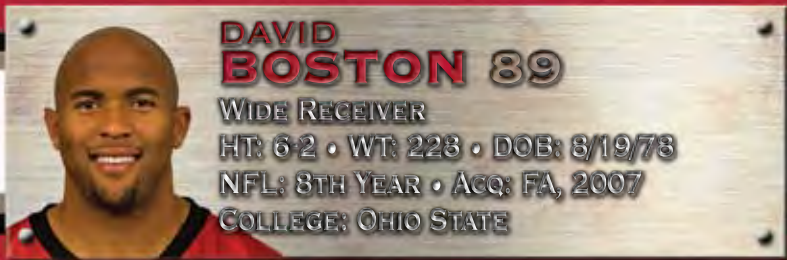 DAVID
BOSTON 89
WIDE RECEIVER
HT: 6-2 • WT: 228 • DOB: 8/19/78
NFL: 8TH YEAR • ACQ: FA, 2007
COLLEGE: OHIO STATE